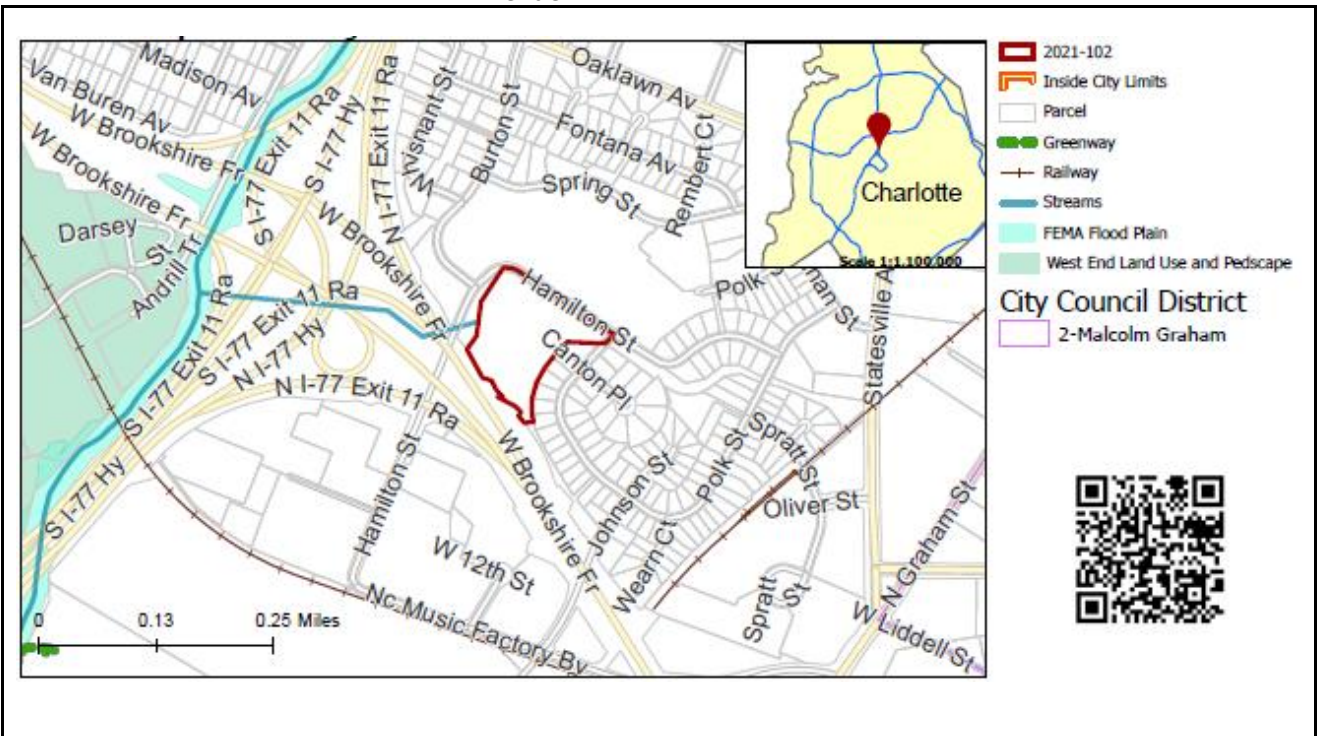 Madison Av
Van Buren Av
W Brookshire Fr
W Brookshire Fr
Darsey
St
Andrill Tr
S I-77 Exit 11 Ra
S I-77 Hy
N I-77 Exit 11 Ra
Whisnant St
Burton St
Oaklawn Av
Fontana Av
Spring St
Rembert Ct
W Brookshire Fr
S I-77 Exit 11 Ra
S I-77 Exit 11 Ra
N I-77 Hy
N I-77 Exit 11 Ra
S I-77 Hy
Hamilton St
Canton Pl
Polk
man St
Statesville A
Hamilton St
W Brookshire Fr
Johnson St
Polk St
Spratt St
Oliver St
Wearn Ct
W 12th St
Nc Music Factory Bv
Spratt
St
N Graham St
W Liddell St
0 0.13 0.25 Miles
Charlotte
Scale 1:1,100,000
2021-102
Inside City Limits
Parcel
Greenway
Railway
Streams
FEMA Flood Plain
West End Land Use and Pedscape
City Council District
2-Malcolm Graham